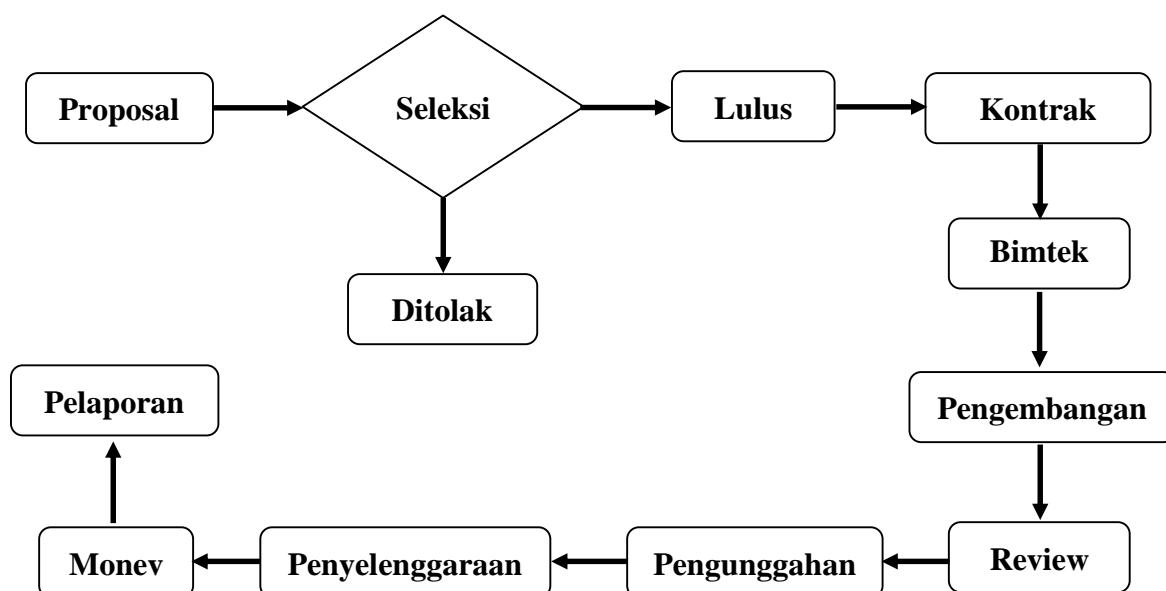 Proposal
Seleksi
Lulus
Kontrak
Bimtek
Ditolak
Pelaporan
Pengembangan
Monev
Penyelenggaraan
Pengunggahan
Review